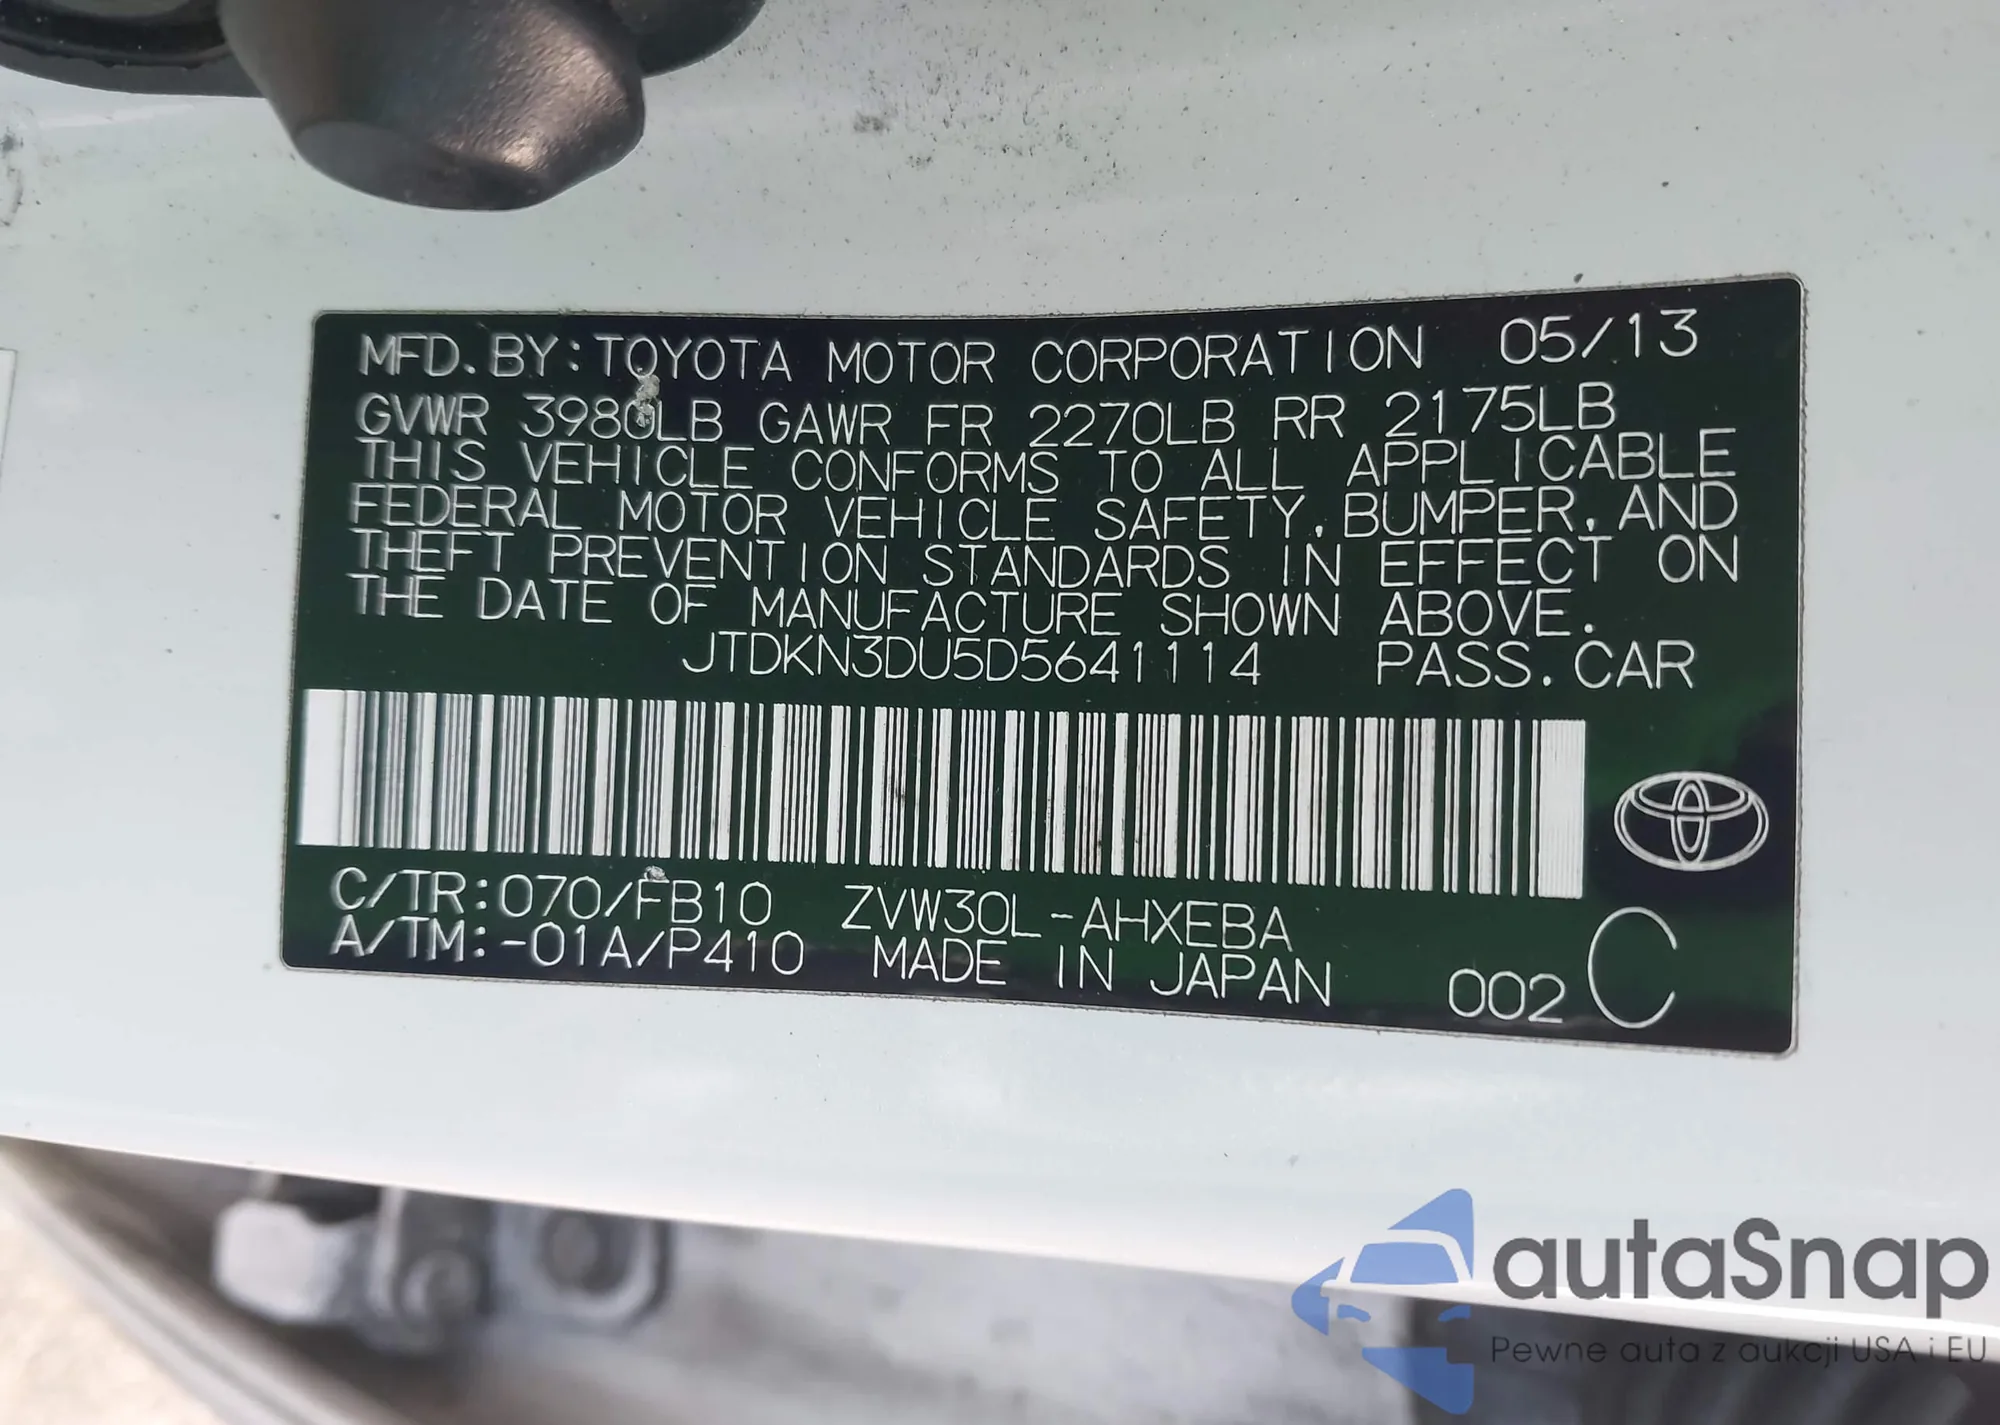 MFD. BY: TOYOTA MOTOR CORPORATION 05/13
GVWR 3980LB GAWR FR 2270LB RR 2175LB
THIS VEHICLE CONFORMS TO ALL APPLICABLE
FEDERAL MOTOR VEHICLE SAFETY, BUMPER, AND
THEFT PREVENTION STANDARDS IN EFFECT ON
THE DATE OF MANUFACTURE SHOWN ABOVE.
JTDKN3DU5D5641114 PASS. CAR
C/TR: 070/FB10 ZVW30L-AHXEBA
A/TM: -01A/P410 MADE IN JAPAN 002 C
autaSnap
Pewne auta z aukcji USA i EU